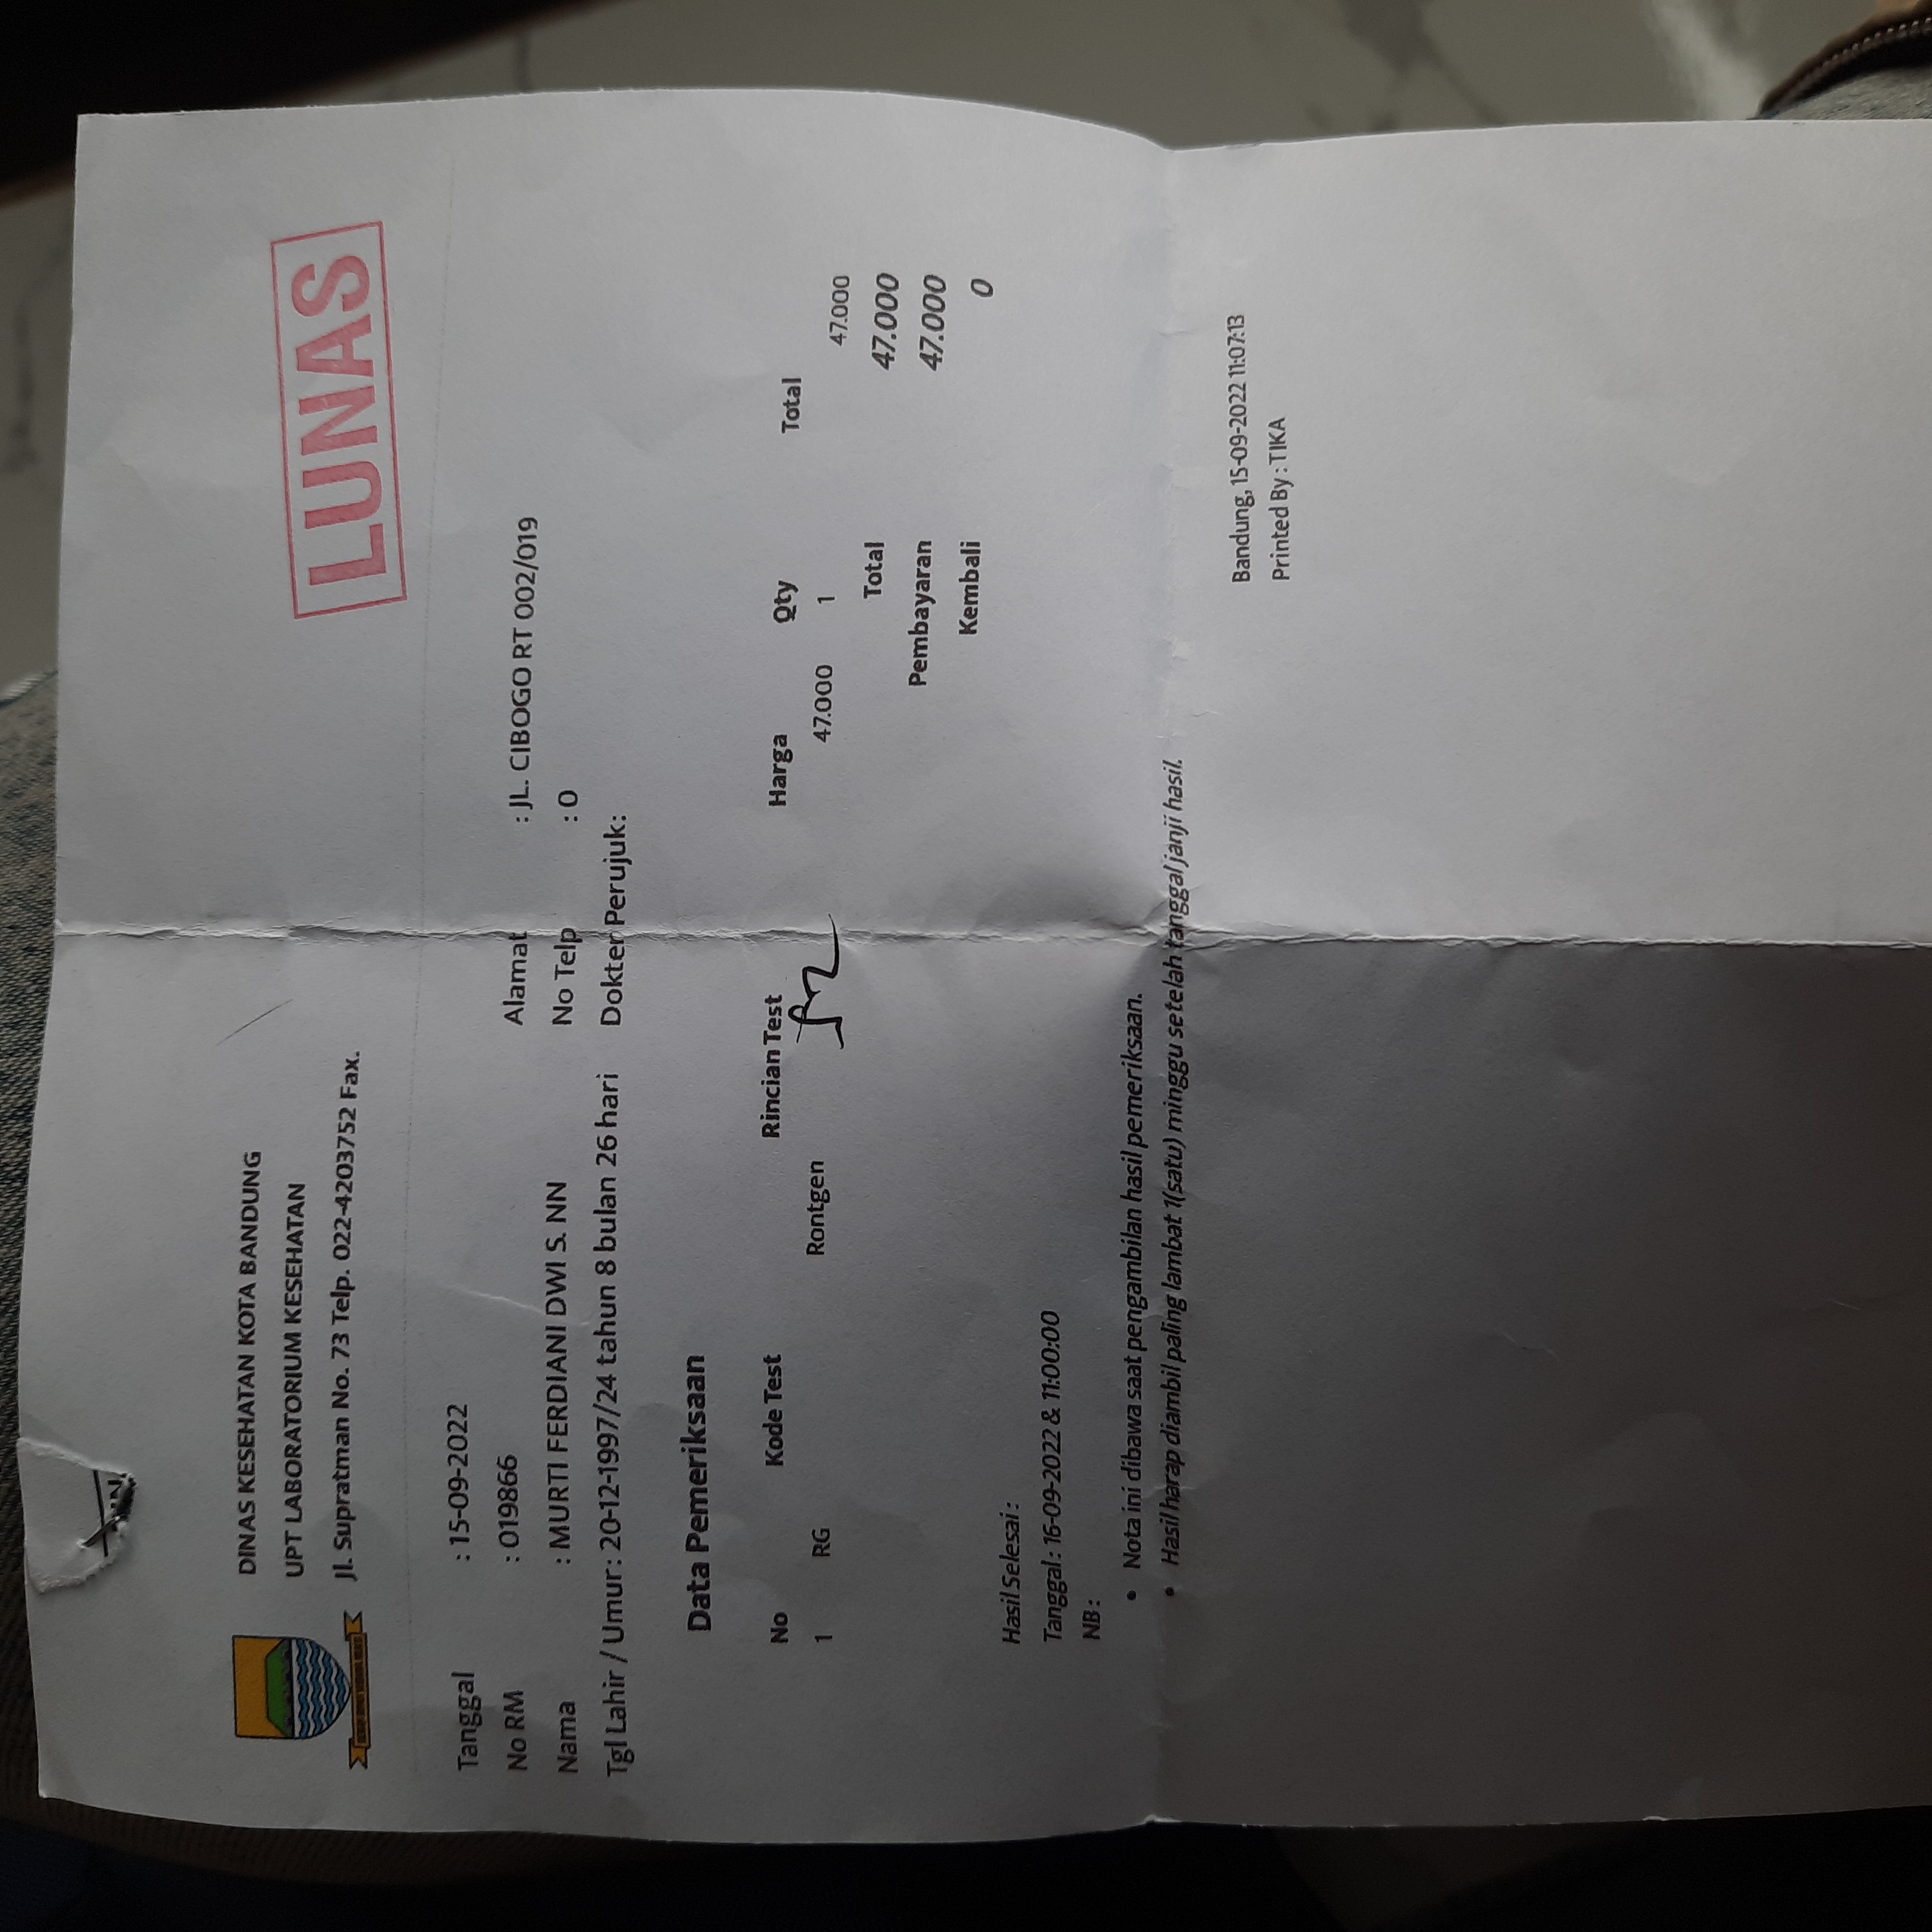 DINAS KESEHATAN KOTA BANDUNG
UPT LABORATORIUM KESEHATAN
Jl. Supratman No. 73 Telp. 022-4203752 Fax.
LUNAS
Tanggal : 15-09-2022
No RM : 019866
Alamat : JL. CIBOGO RT 002/019
Nama : MURTI FERDIANI DWI S. NN
No Telp : 0
Tgl Lahir / Umur: 20-12-1997/24 tahun 8 bulan 26 hari
Dokter Perujuk:
Data Pemeriksaan
No Kode Test Rincian Test Harga Qty Total
1 RG Rontgen 47.000 1 47.000
Total 47.000
Pembayaran 47.000
Kembali 0
Hasil Selesai :
Tanggal : 16-09-2022 & 11:00:00
NB :
• Nota ini dibawa saat pengambilan hasil pemeriksaan.
• Hasil harap diambil paling lambat 1(satu) minggu setelah tanggal janji hasil.
Bandung, 15-09-2022 11:07:13
Printed By : TIKA